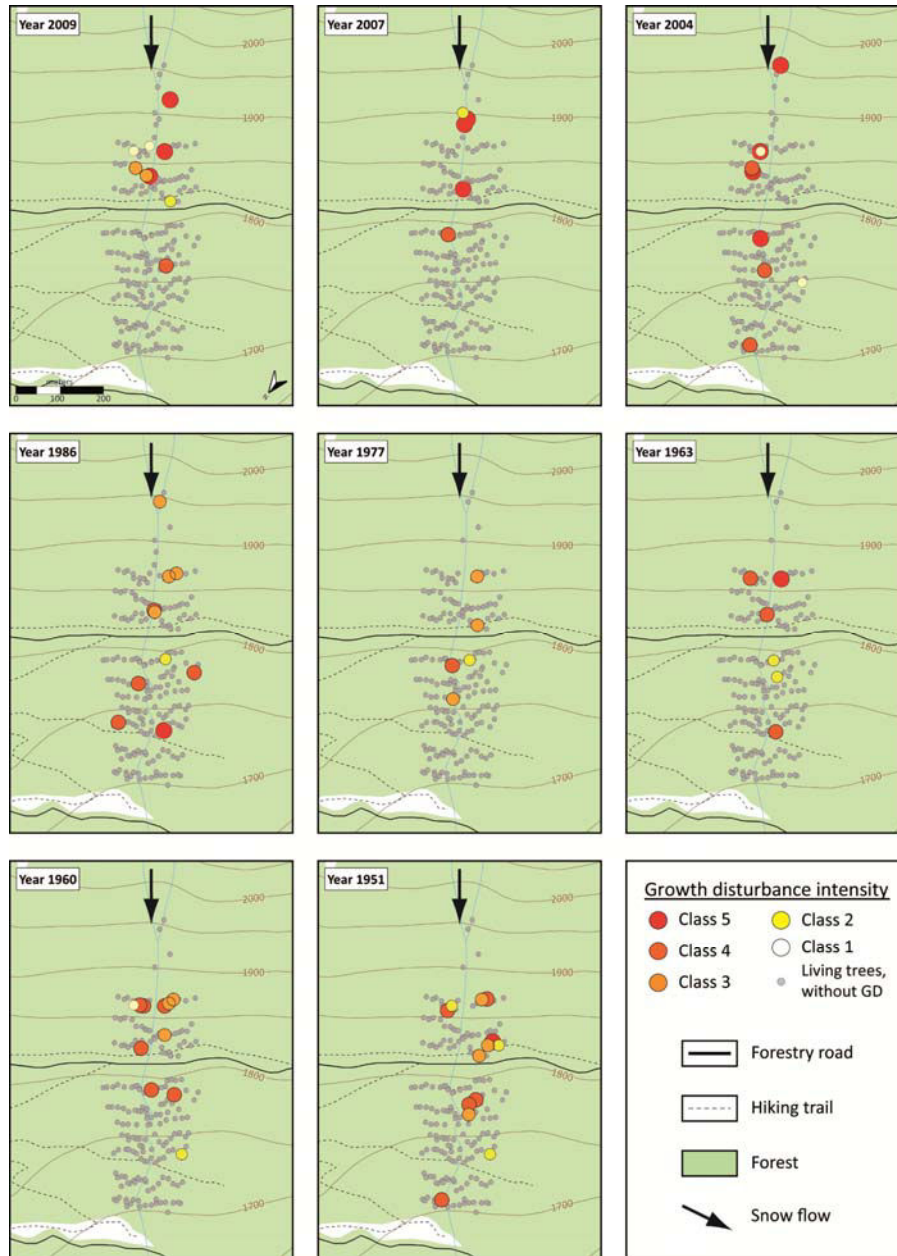 Year 2009
2000
1900
1800
1700
meters
0 100 200
N
Year 2007
2000
1900
1800
1700
Year 2004
2000
1900
1800
1700
Year 1986
2000
1900
1800
1700
Year 1977
2000
1900
1800
1700
Year 1963
2000
1900
1800
1700
Year 1960
2000
1900
1800
1700
Year 1951
2000
1900
1800
1700
Growth disturbance intensity
Class 5
Class 2
Class 4
Class 1
Class 3
Living trees,
without GD
Forestry road
Hiking trail
Forest
Snow flow